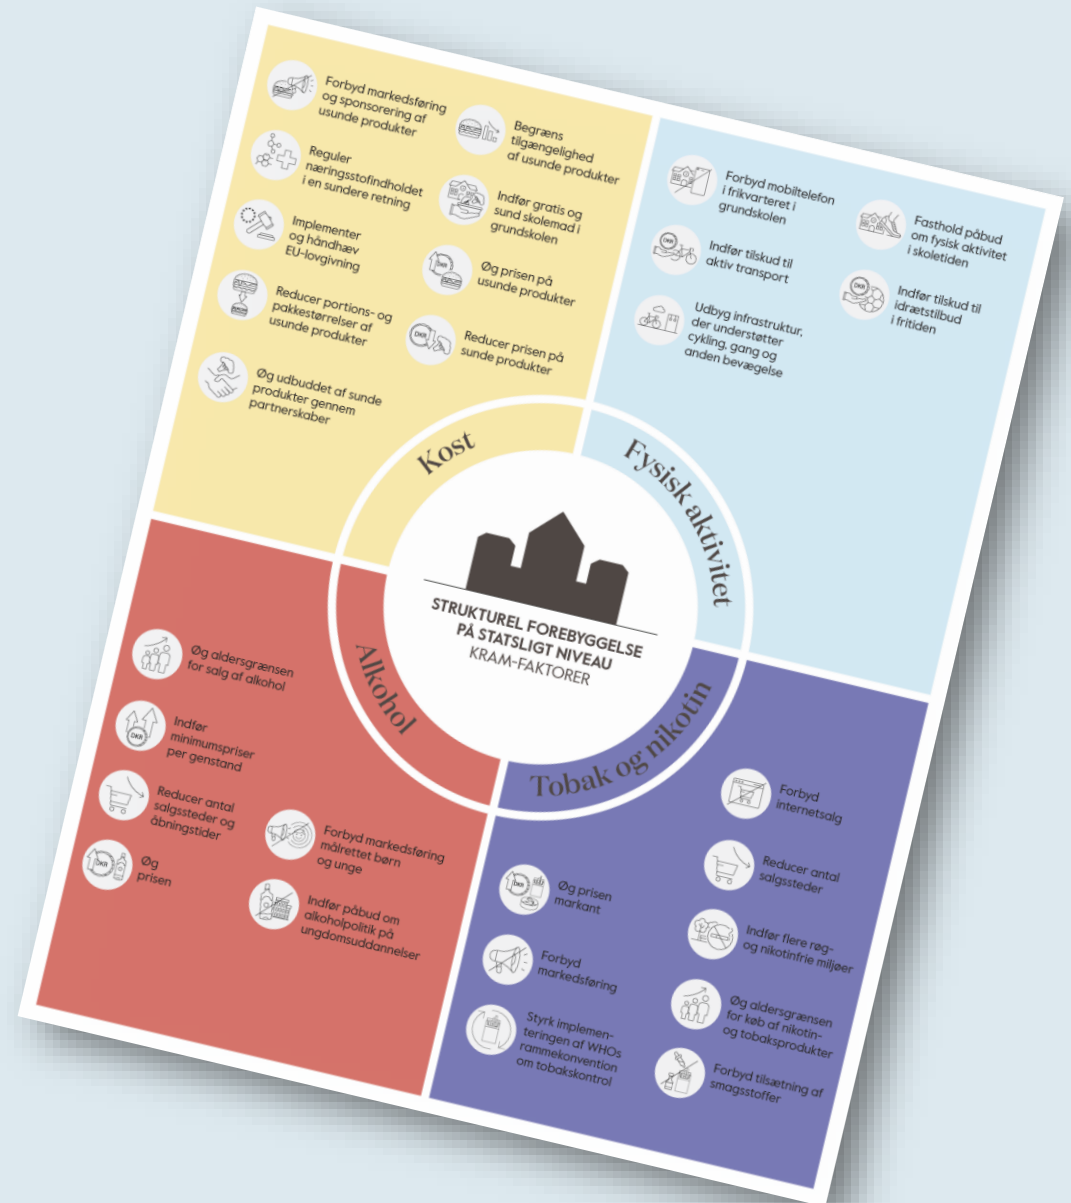 Forbyd markedsføring
og sponsorering af
usunde produkter
Reguler
næringsstofindholdet
i en sundere retning
Implementer
og håndhæv
EU-lovgivning
Reducer portions- og
pakkestørrelser af
usunde produkter
Øg udbuddet af sunde
produkter gennem
partnerskaber
Begræns
tilgængelighed
af usunde produkter
Indfør gratis og
sund skolemad i
grundskolen
DKR
Øg prisen på
usunde produkter
DKR
Reducer prisen på
sunde produkter
Kost
Forbyd mobiltelefon
i frikvarteret i
grundskolen
DKR
Indfør tilskud til
aktiv transport
Udbyg infrastruktur,
der understøtter
cykling, gang og
anden bevægelse
Fasthold påbud
om fysisk aktivitet
i skoletiden
DKR
Indfør tilskud til
idrætstilbud
i fritiden
Fysisk aktivitet
STRUKTUREL FOREBYGGELSE
PÅ STATSLIGT NIVEAU
KRAM-FAKTORER
Alkohol
Øg aldersgrænsen
for salg af alkohol
DKR
Indfør
minimumspriser
per genstand
Reducer antal
salgssteder og
åbningstider
DKR
Øg
prisen
Forbyd markedsføring
målrettet børn
og unge
Indfør påbud om
alkoholpolitik på
ungdomsuddannelser
Tobak og nikotin
DKR
Øg prisen
markant
Forbyd
markedsføring
Styrk implemen-
teringen af WHOs
rammekonvention
om tobakskontrol
Forbyd
internetsalg
Reducer antal
salgssteder
Indfør flere røg-
og nikotinfrie miljøer
Øg aldersgrænsen
for køb af nikotin-
og tobaksprodukter
Forbyd tilsætning af
smagsstoffer